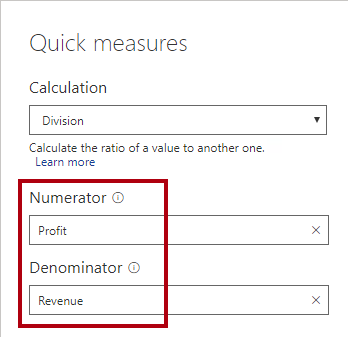 Quick measures
Calculation
Division
Calculate the ratio of a value to another one.
Learn more
Numerator
Profit
Denominator
Revenue